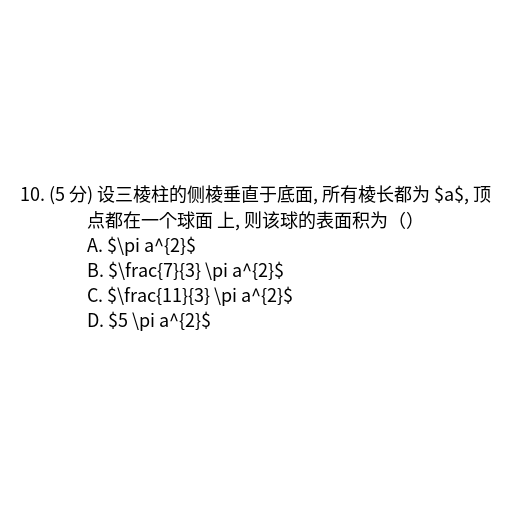 10. (5 分) 设三棱柱的侧棱垂直于底面, 所有棱长都为 $a$, 顶
点都在一个球面 上, 则该球的表面积为（）
A. $\pi a^{2}$
B. $\frac{7}{3} \pi a^{2}$
C. $\frac{11}{3} \pi a^{2}$
D. $5 \pi a^{2}$